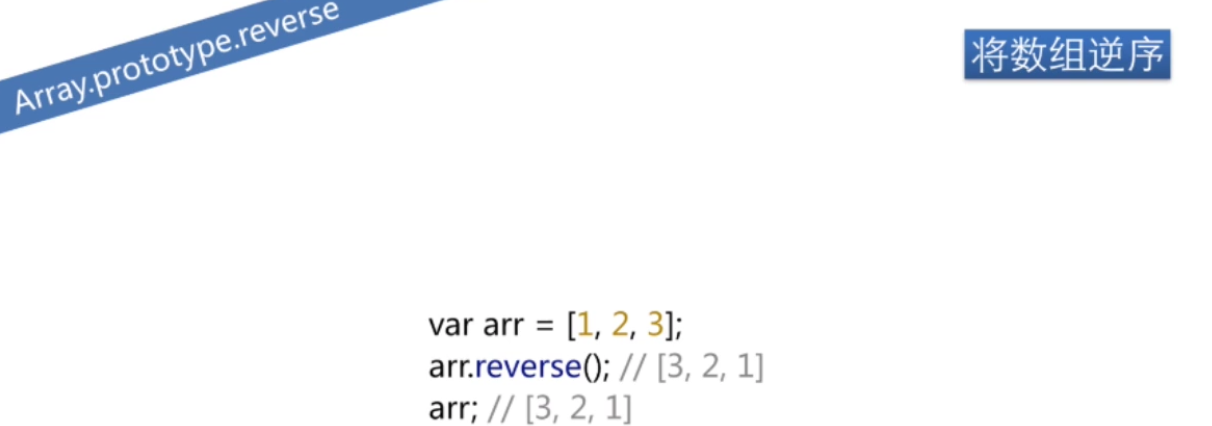 Array.prototype.reverse
将数组逆序
var arr = [1, 2, 3];
arr.reverse(); // [3, 2, 1]
arr; // [3, 2, 1]